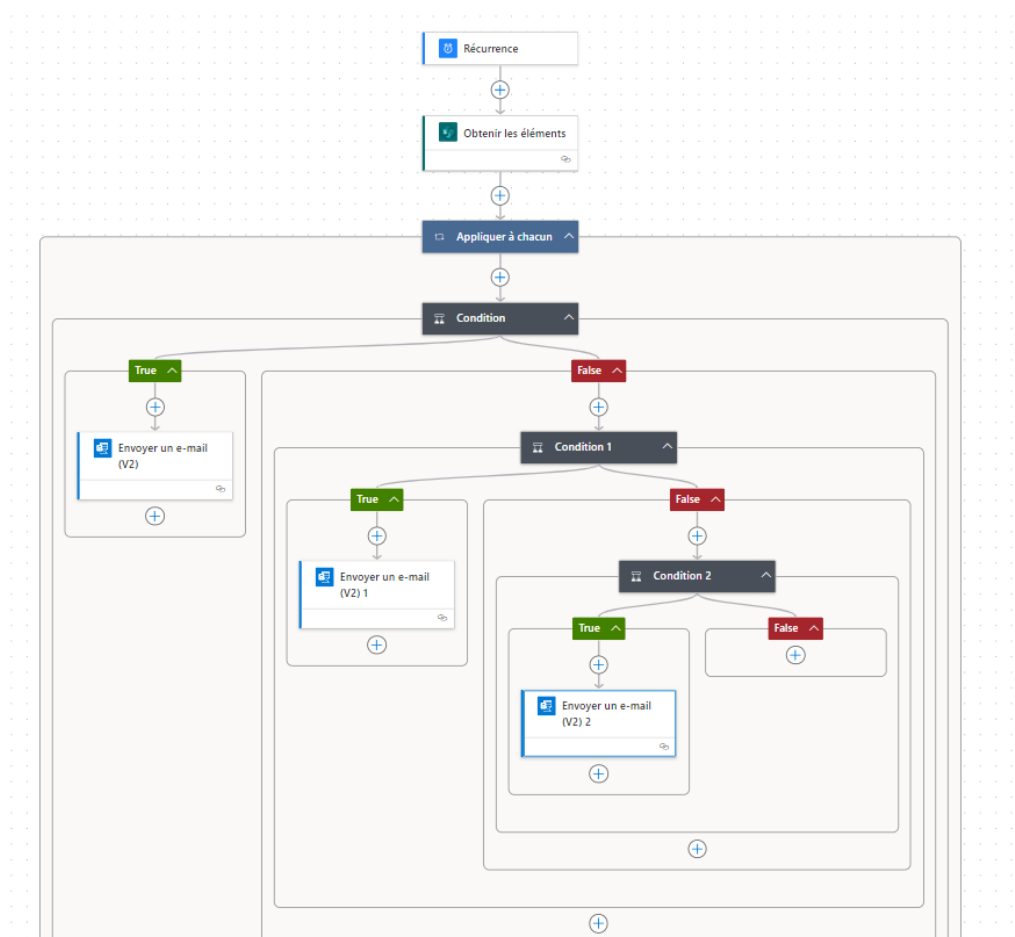 Récurrence
Obtenir les éléments
Appliquer à chacun
Condition
True
False
Envoyer un e-mail
(V2)
Condition 1
True
False
Envoyer un e-mail
(V2) 1
Condition 2
True
False
Envoyer un e-mail
(V2) 2